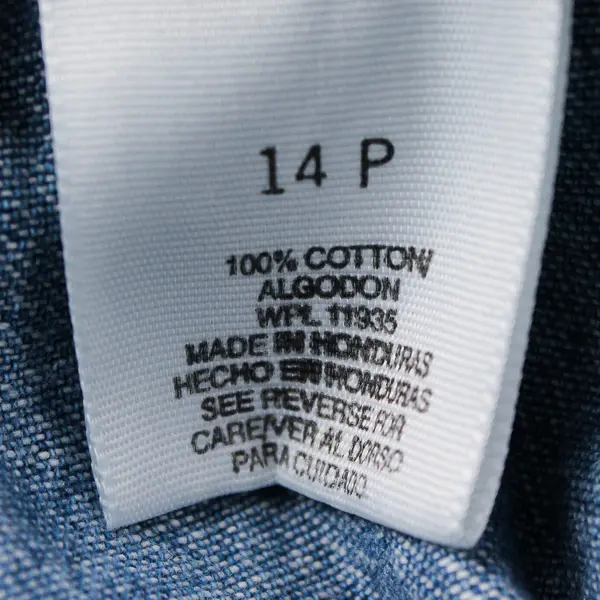 14 P
100% COTTON/
ALGODON
WPL 11935
MADE IN HONDURAS
HECHO EN HONDURAS
SEE REVERSE FOR
CARE/VER AL DORSO
PARA CUIDADO